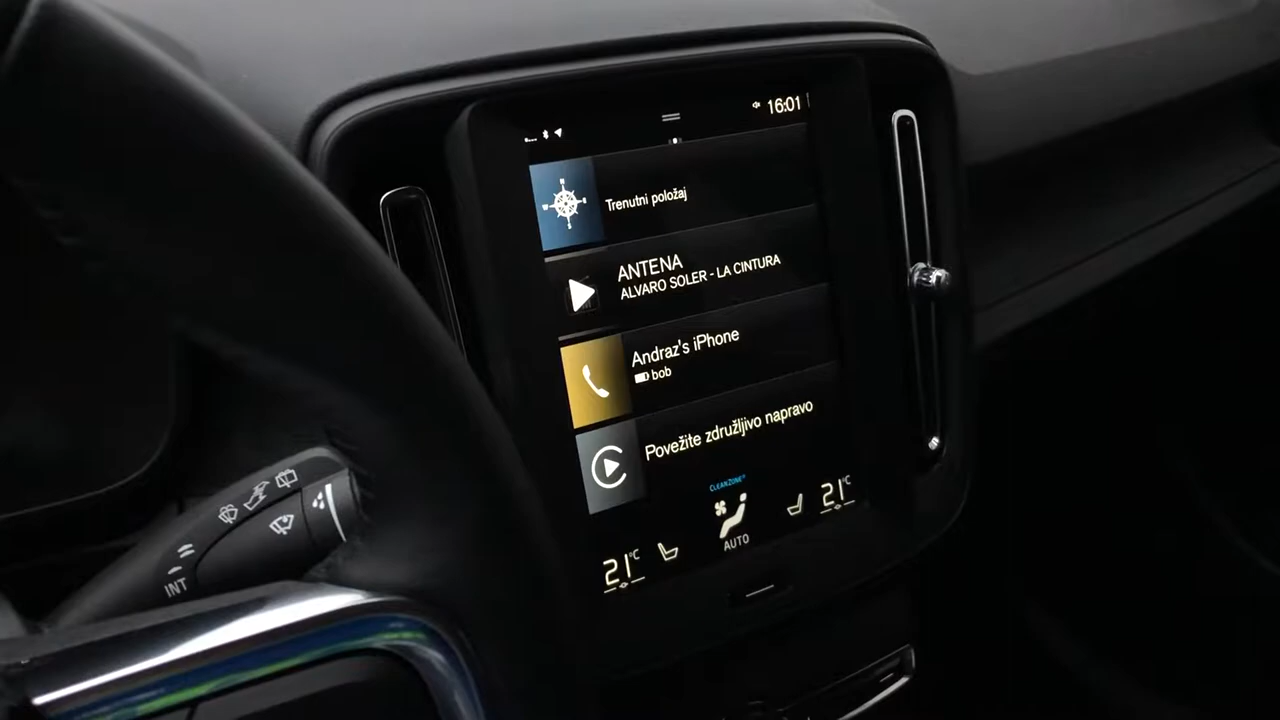 16:01
Trenutni položaj
ANTENA
ALVARO SOLER - LA CINTURA
Andraz's iPhone
bob
Povežite združljivo napravo
CLEANZONE
21°C
AUTO
21°C
INT